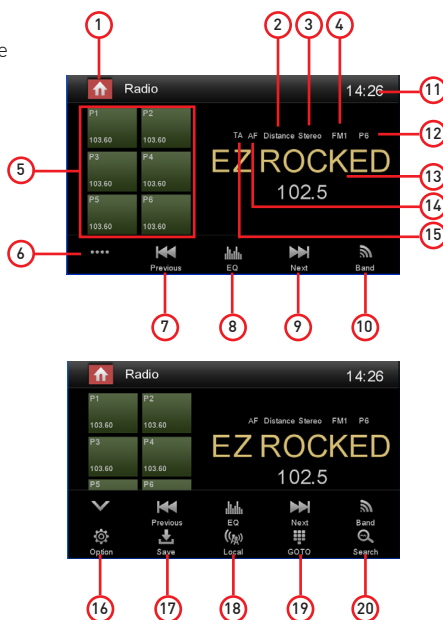 1 2 3 4
e
Radio 14:26 11
P1 P2
TA AF Distance Stereo FM1 P6 12
103.60 103.60
EZ ROCKED
5 P3 P4 13
102.5
103.60 103.60
14
P5 P6
15
103.60 103.60
6
Previous EQ Next Band
7 8 9 10
Radio 14:26
P1 P2
AF Distance Stereo FM1 P6
103.60 103.60
EZ ROCKED
P3 P4
102.5
103.60 103.60
P5 P6
Previous EQ Next Band
Option Save Local GOTO Search
16 17 18 19 20